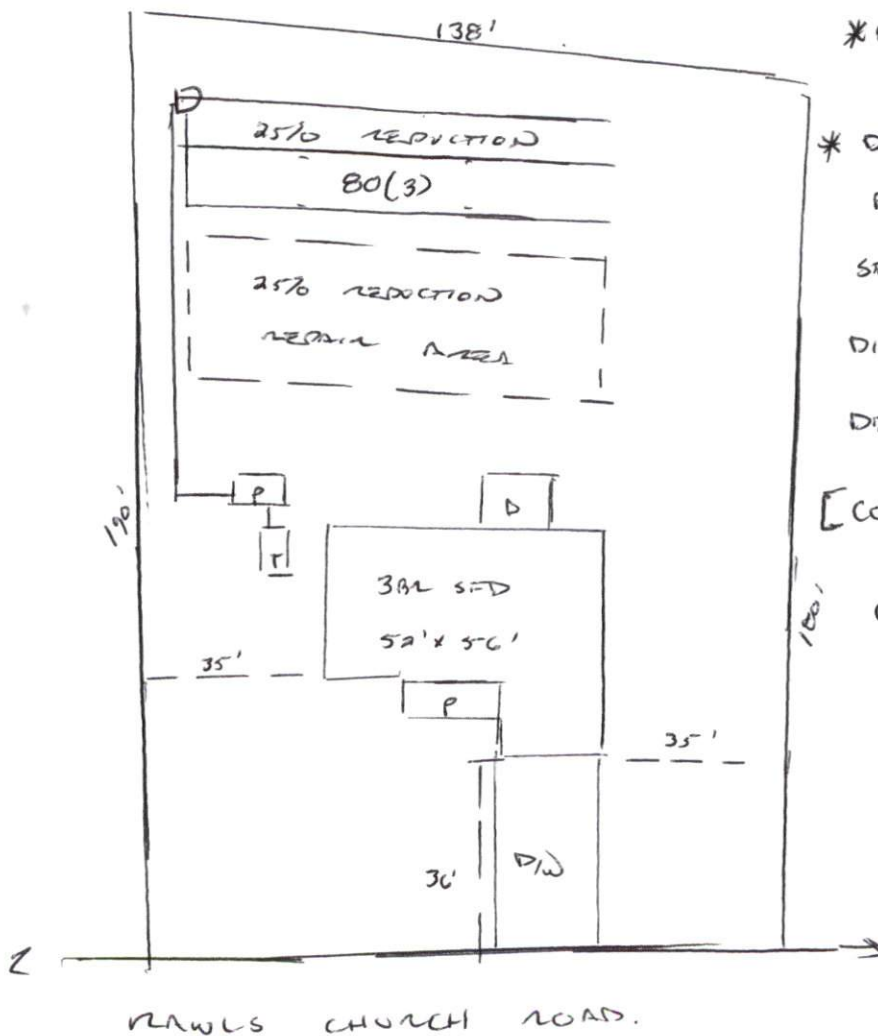 138'
*
D
25% REDUCTION
* D
80(3)
25% REDUCTION
REPAIR AREA
P
D
[CO
T
3BR SFD
52' x 56'
190'
180'
35'
P
35'
36'
D/W
RAWLS CHURCH ROAD.